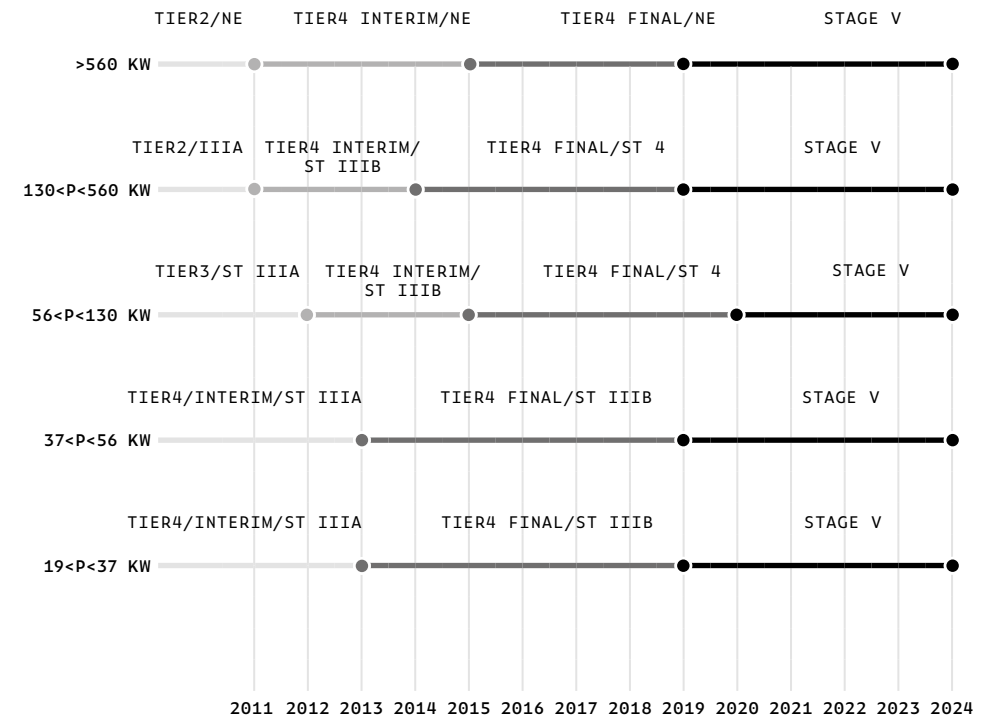 TIER2/NE TIER4 INTERIM/NE TIER4 FINAL/NE STAGE V
>560 KW
TIER2/IIIA TIER4 INTERIM/ TIER4 FINAL/ST 4 STAGE V
ST IIIB
130<P<560 KW
TIER3/ST IIIA TIER4 INTERIM/ TIER4 FINAL/ST 4 STAGE V
ST IIIB
56<P<130 KW
TIER4/INTERIM/ST IIIA TIER4 FINAL/ST IIIB STAGE V
37<P<56 KW
TIER4/INTERIM/ST IIIA TIER4 FINAL/ST IIIB STAGE V
19<P<37 KW
2011 2012 2013 2014 2015 2016 2017 2018 2019 2020 2021 2022 2023 2024